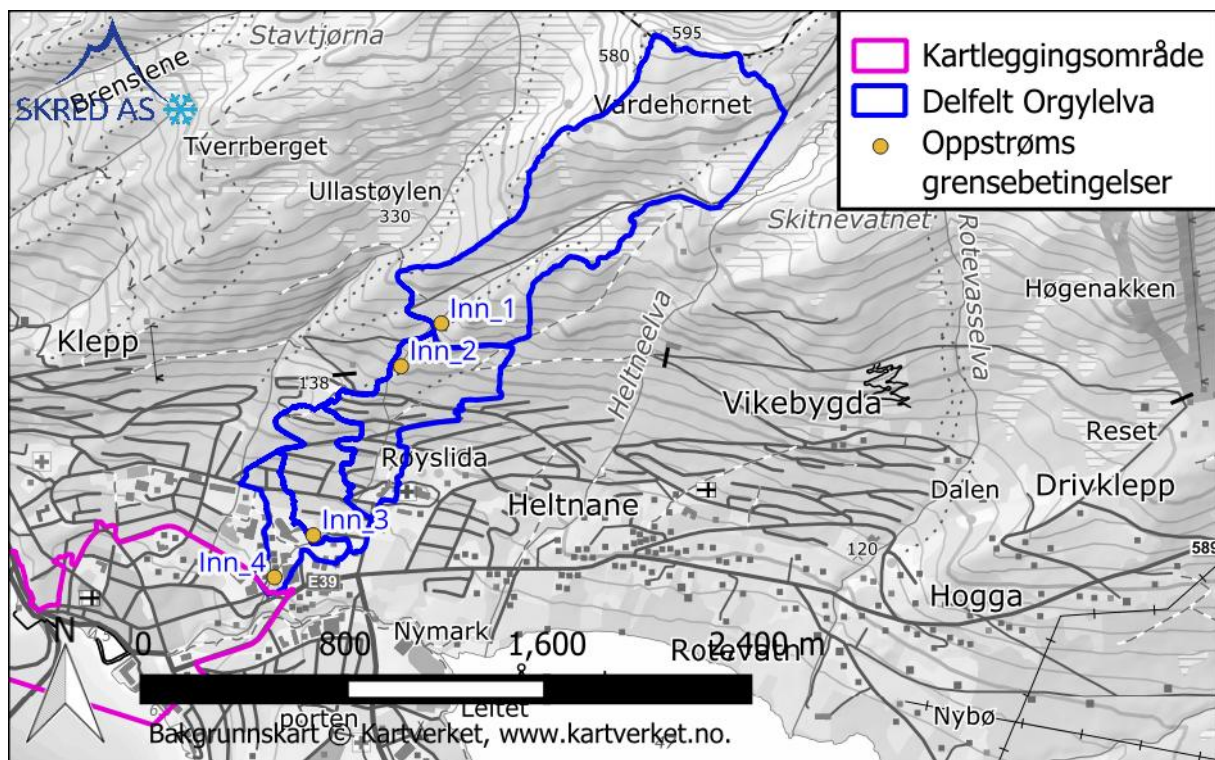 Stavtjørna
595
580
Brenslene
SKRED AS
Vardehornet
Tverrberget
Ullastøylen
330
Kartleggingsområde
Delfelt Orgylelva
Oppstrøms
grensebetingelser
Skitnevatnet
Rotevasselva
Høgenakken
Inn_1
Klepp
Inn_2
138
Heltneelva
Vikebygda
Reset
Røyslida
Heltnane
Dalen
Drivklepp
Inn_3
120
589
Inn_4
E39
Hogga
43
N
0
800
1,600
2,400 m
Nymark
Rotevatn
porten
Leitet
Nybø
Bakgrunnskart © Kartverket, www.kartverket.no.
47